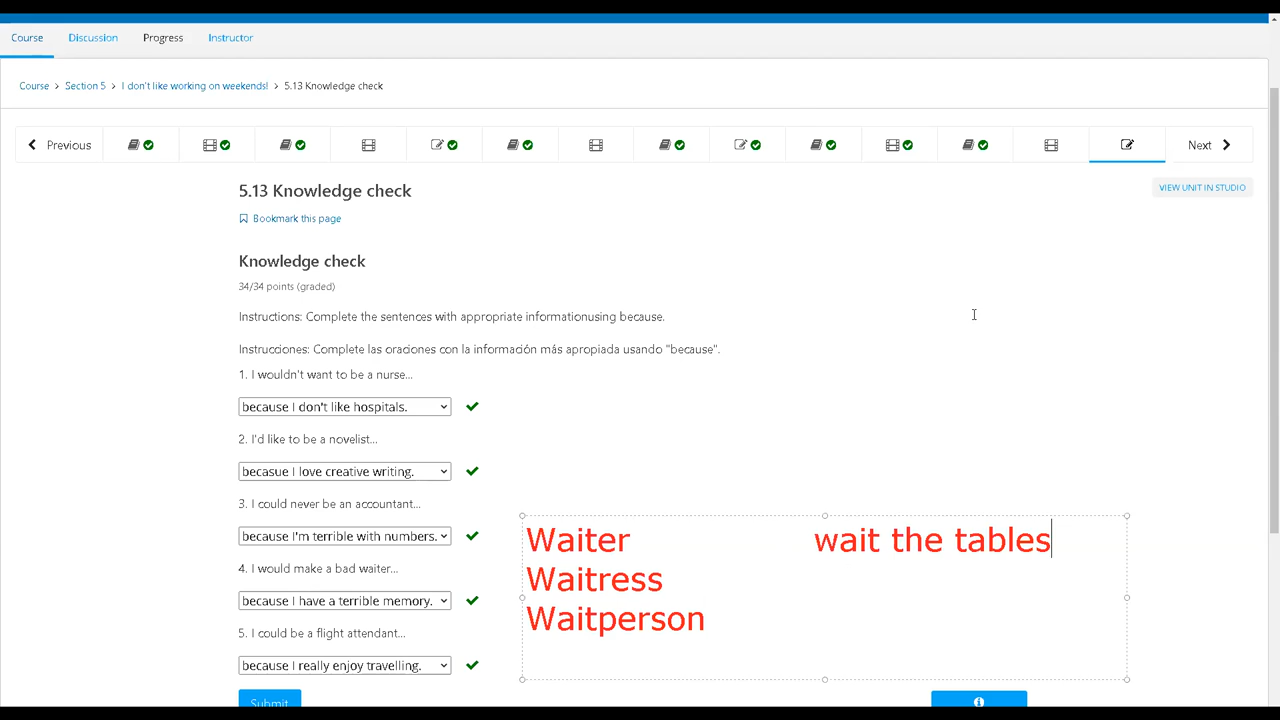 Course Discussion Progress Instructor
Course > Section 5 > I don't like working on weekends! > 5.13 Knowledge check
Previous Next
5.13 Knowledge check
VIEW UNIT IN STUDIO
Bookmark this page
Knowledge check
34/34 points (graded)
Instructions: Complete the sentences with appropriate informationusing because.
Instrucciones: Complete las oraciones con la información más apropiada usando "because".
1. I wouldn't want to be a nurse...
because I don't like hospitals.
2. I'd like to be a novelist...
becasue I love creative writing.
3. I could never be an accountant...
because I'm terrible with numbers.
4. I would make a bad waiter...
because I have a terrible memory.
5. I could be a flight attendant...
because I really enjoy travelling.
Submit
Waiter wait the tables
Waitress
Waitperson